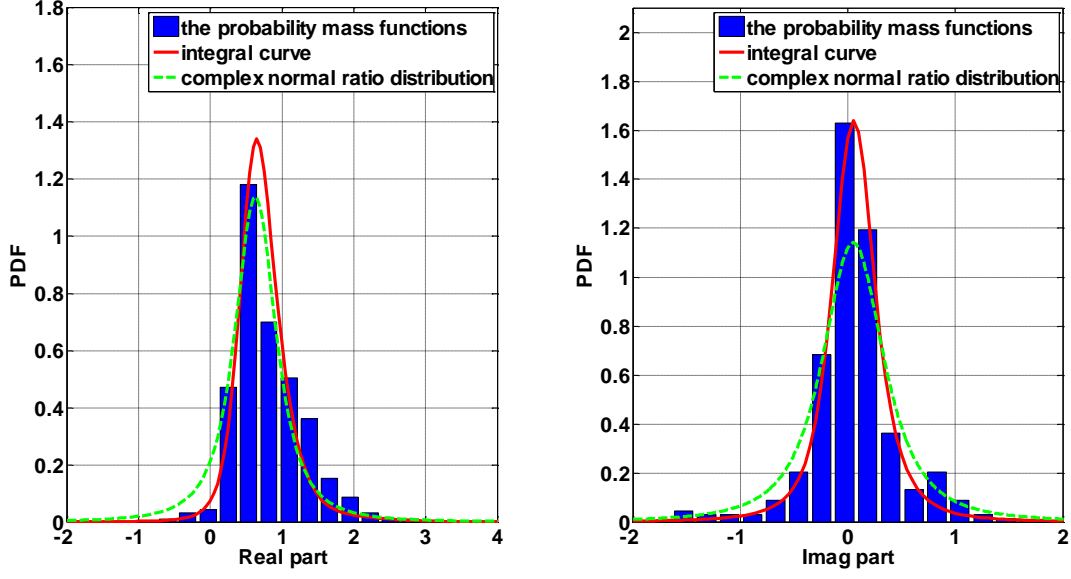 1.8
1.6
1.4
1.2
1
0.8
0.6
0.4
0.2
0
PDF
the probability mass functions
integral curve
complex normal ratio distribution
-2 -1 0 1 2 3 4
Real part
2
1.8
1.6
1.4
1.2
1
0.8
0.6
0.4
0.2
0
PDF
the probability mass functions
integral curve
complex normal ratio distribution
-2 -1 0 1 2
Imag part